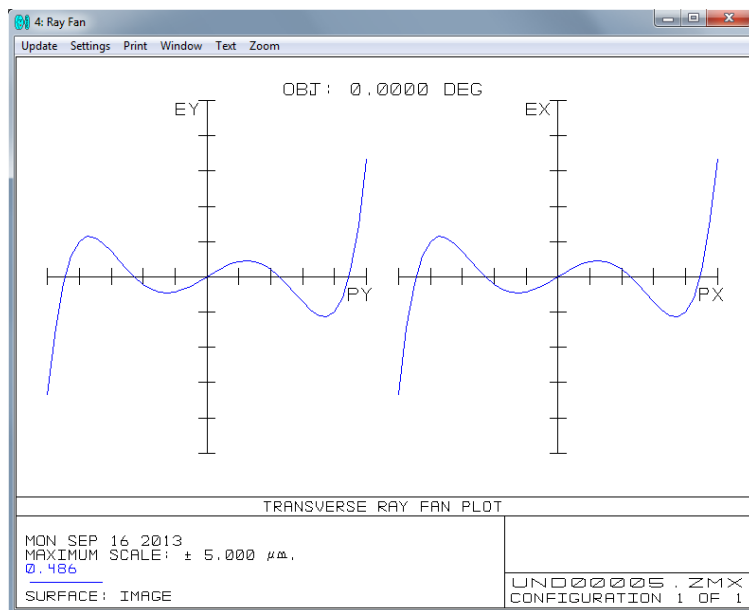 4: Ray Fan
Update Settings Print Window Text Zoom
OBJ: 0.0000 DEG
EY
EX
PY
PX
TRANSVERSE RAY FAN PLOT
MON SEP 16 2013
MAXIMUM SCALE: ± 5.000 µm.
0.486
SURFACE: IMAGE
UND00005.ZMX
CONFIGURATION 1 OF 1